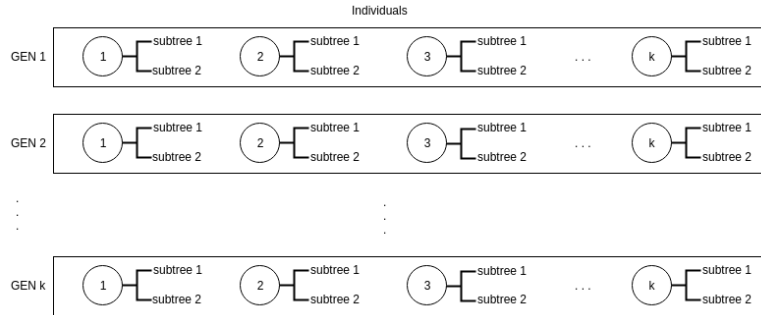 Individuals
GEN 1
1
subtree 1
subtree 2
2
subtree 1
subtree 2
3
subtree 1
subtree 2
. . .
k
subtree 1
subtree 2
GEN 2
1
subtree 1
subtree 2
2
subtree 1
subtree 2
3
subtree 1
subtree 2
. . .
k
subtree 1
subtree 2
.
.
.
.
.
.
GEN k
1
subtree 1
subtree 2
2
subtree 1
subtree 2
3
subtree 1
subtree 2
. . .
k
subtree 1
subtree 2